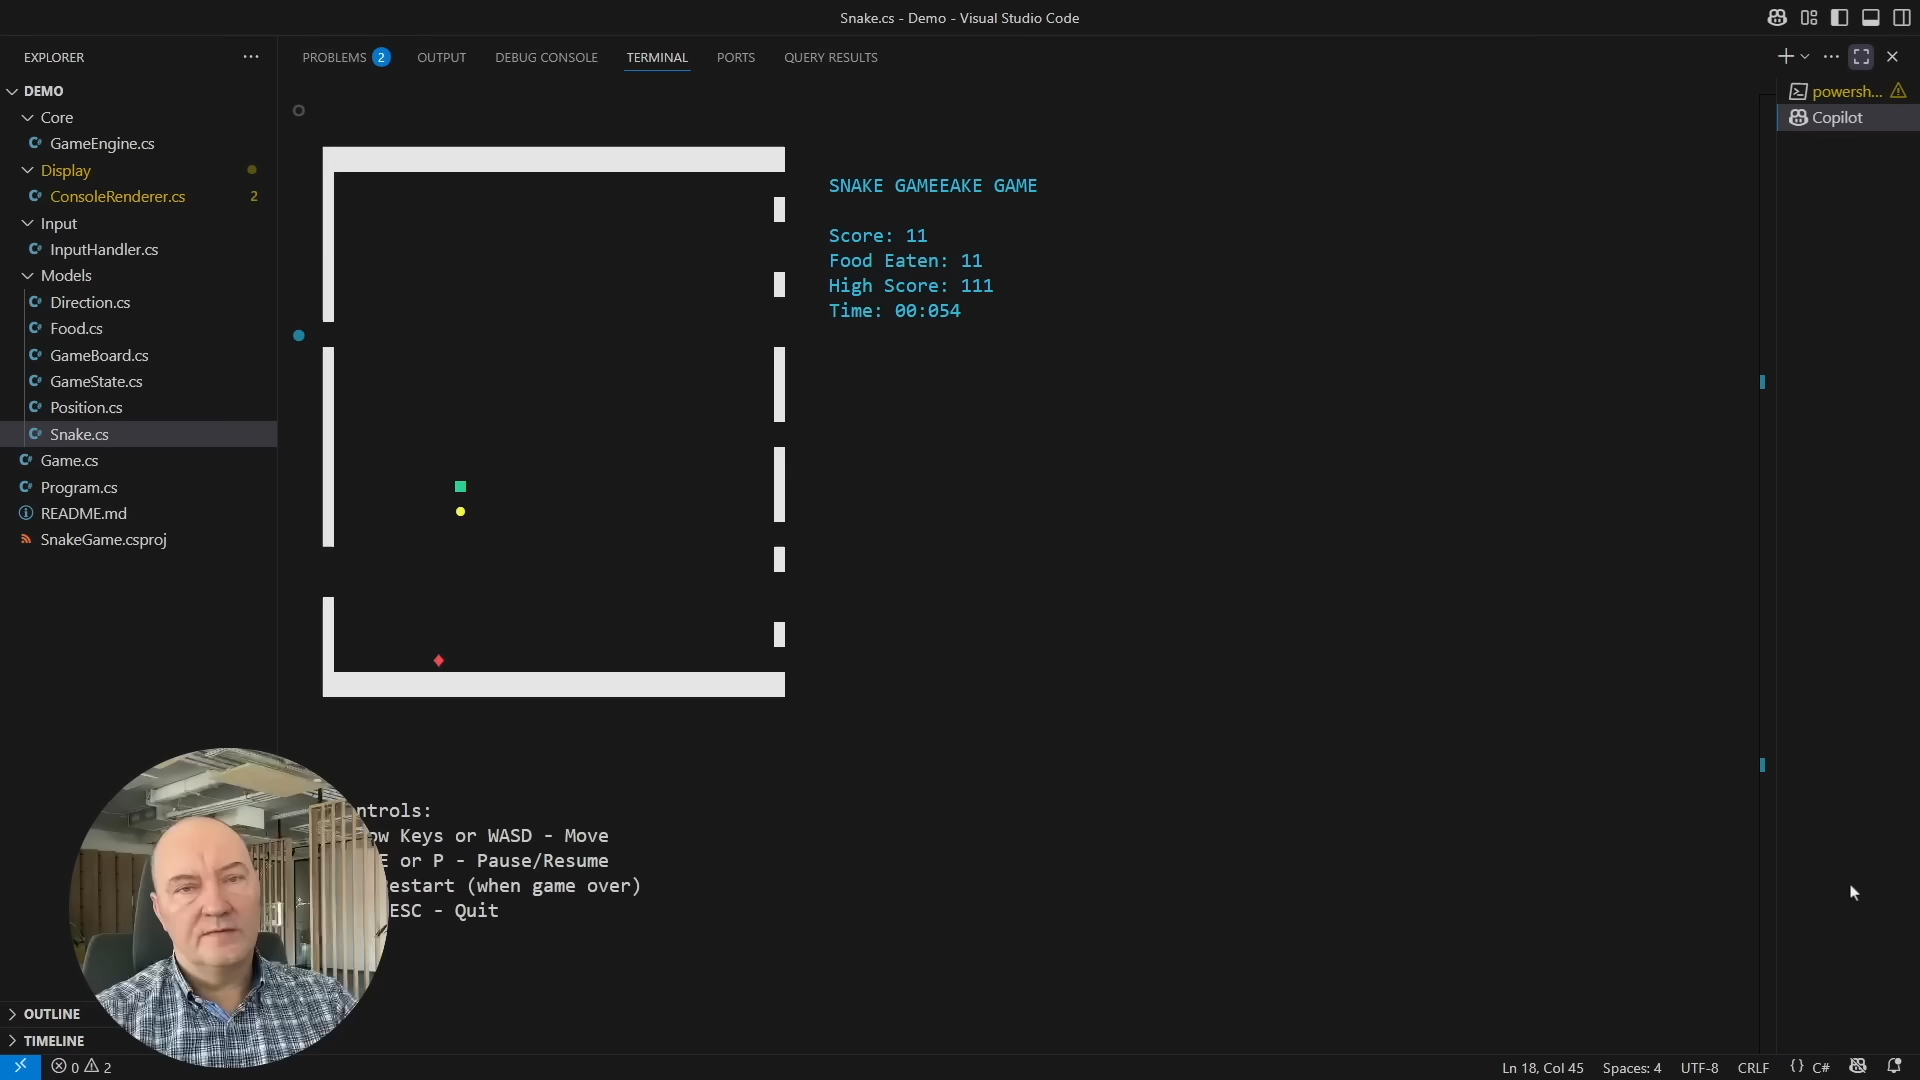 Snake.cs - Demo - Visual Studio Code
EXPLORER
DEMO
Core
GameEngine.cs
Display
ConsoleRenderer.cs 2
Input
InputHandler.cs
Models
Direction.cs
Food.cs
GameBoard.cs
GameState.cs
Position.cs
Snake.cs
Game.cs
Program.cs
README.md
SnakeGame.csproj
OUTLINE
TIMELINE
PROBLEMS 2 OUTPUT DEBUG CONSOLE TERMINAL PORTS QUERY RESULTS
SNAKE GAMEEAKE GAME
Score: 11
Food Eaten: 11
High Score: 111
Time: 00:054
ntrols:
ow Keys or WASD - Move
E or P - Pause/Resume
estart (when game over)
ESC - Quit
powersh...
Copilot
0 2
Ln 18, Col 45 Spaces: 4 UTF-8 CRLF {} C#